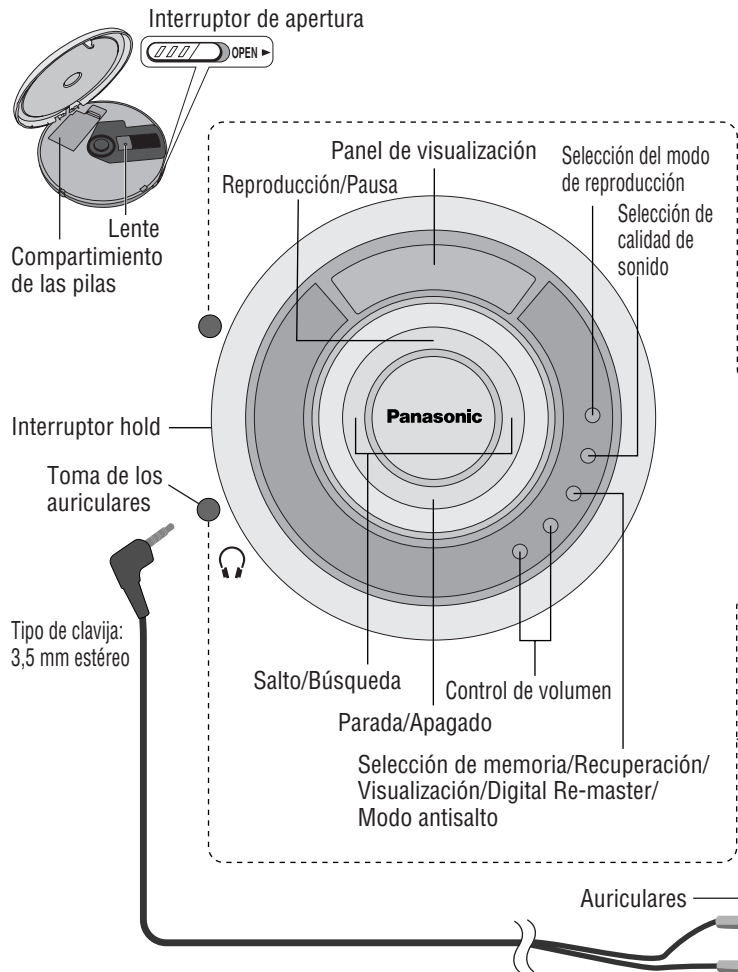 Interruptor de apertura
OPEN
Panel de visualización
Reproducción/Pausa
Selección del modo
de reproducción
Selección de
calidad de
sonido
Lente
Compartimiento
de las pilas
Interruptor hold
Panasonic
Toma de los
auriculares
Tipo de clavija:
3,5 mm estéreo
Salto/Búsqueda
Control de volumen
Parada/Apagado
Selección de memoria/Recuperación/
Visualización/Digital Re-master/
Modo antisalto
Auriculares